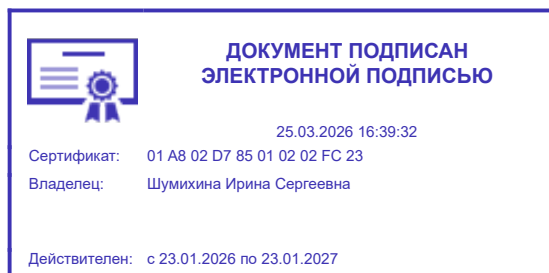 ДОКУМЕНТ ПОДПИСАН
ЭЛЕКТРОННОЙ ПОДПИСЬЮ
25.03.2026 16:39:32
Сертификат: 01 A8 02 D7 85 01 02 02 FC 23
Владелец: Шумихина Ирина Сергеевна
Действителен: с 23.01.2026 по 23.01.2027